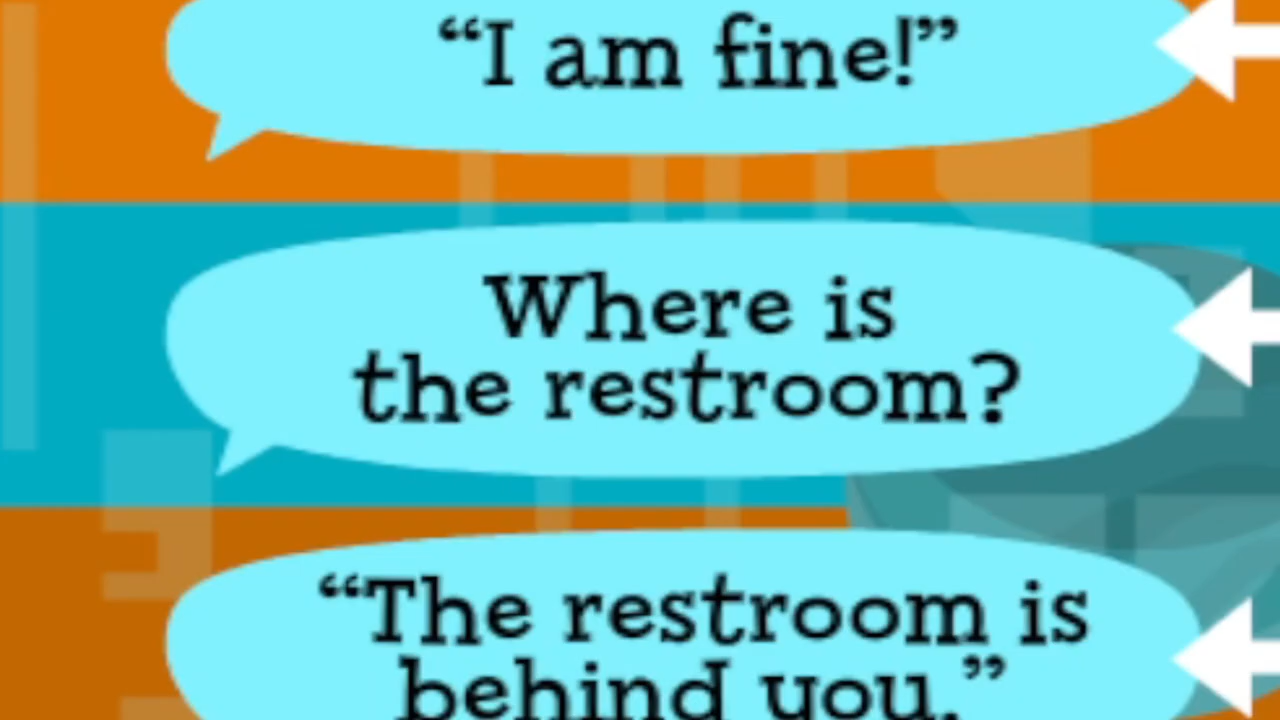 “I am fine!”
Where is
the restroom?
“The restroom is
behind you.”